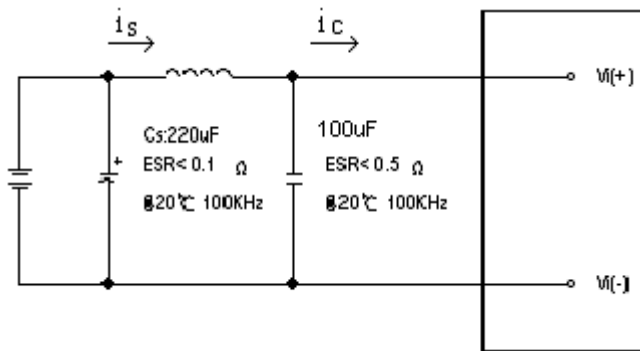 is
ic
Vi(+)
Cs:220uF
100uF
ESR< 0.1 Ω
ESR< 0.5 Ω
@20℃ 100KHz
@20℃ 100KHz
+
Vi(-)